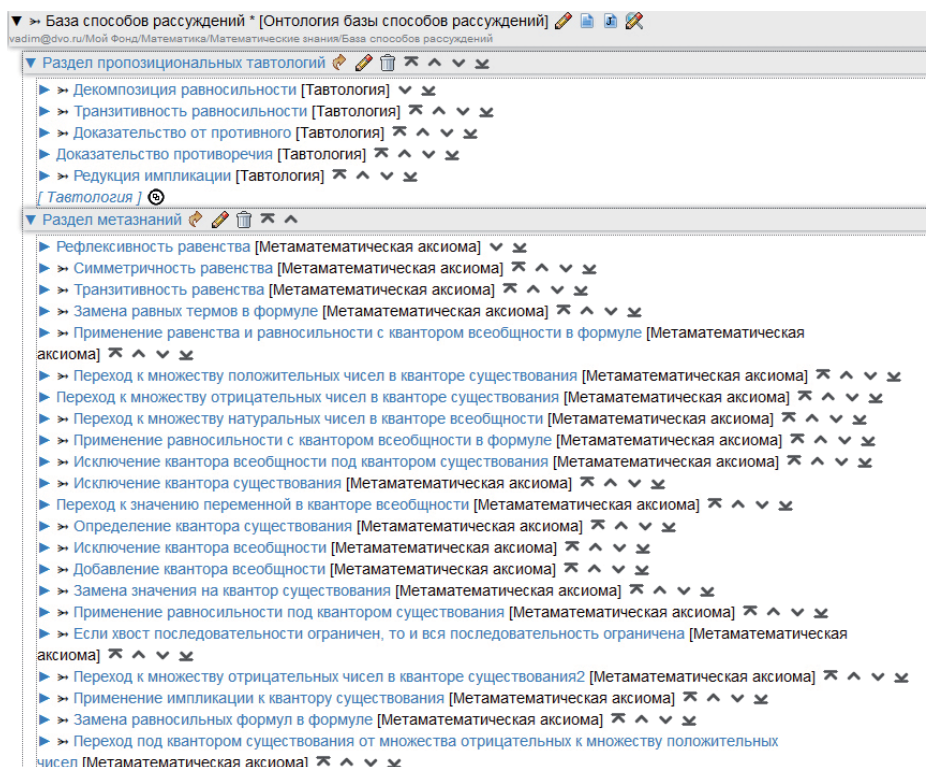 База способов рассуждений * [Онтология базы способов рассуждений]
vadim@dvo.ru/Мой Фонд/Математика/Математические знания/База способов рассуждений
Раздел пропозициональных тавтологий
Декомпозиция равносильности [Тавтология]
Транзитивность равносильности [Тавтология]
Доказательство от противного [Тавтология]
Доказательство противоречия [Тавтология]
Редукция импликации [Тавтология]
[ Тавтология ]
Раздел метазнаний
Рефлексивность равенства [Метаматематическая аксиома]
Симметричность равенства [Метаматематическая аксиома]
Транзитивность равенства [Метаматематическая аксиома]
Замена равных термов в формуле [Метаматематическая аксиома]
Применение равенства и равносильности с квантором всеобщности в формуле [Метаматематическая
аксиома]
Переход к множеству положительных чисел в кванторе существования [Метаматематическая аксиома]
Переход к множеству отрицательных чисел в кванторе существования [Метаматематическая аксиома]
Переход к множеству натуральных чисел в кванторе всеобщности [Метаматематическая аксиома]
Применение равносильности с квантором всеобщности в формуле [Метаматематическая аксиома]
Исключение квантора всеобщности под квантором существования [Метаматематическая аксиома]
Исключение квантора существования [Метаматематическая аксиома]
Переход к значению переменной в кванторе всеобщности [Метаматематическая аксиома]
Определение квантора существования [Метаматематическая аксиома]
Исключение квантора всеобщности [Метаматематическая аксиома]
Добавление квантора всеобщности [Метаматематическая аксиома]
Замена значения на квантор существования [Метаматематическая аксиома]
Применение равносильности под квантором существования [Метаматематическая аксиома]
Если хвост последовательности ограничен, то и вся последовательность ограничена [Метаматематическая
аксиома]
Переход к множеству отрицательных чисел в кванторе существования2 [Метаматематическая аксиома]
Применение импликации к квантору существования [Метаматематическая аксиома]
Замена равносильных формул в формуле [Метаматематическая аксиома]
Переход под квантором существования от множества отрицательных к множеству положительных
чисел [Метаматематическая аксиома]